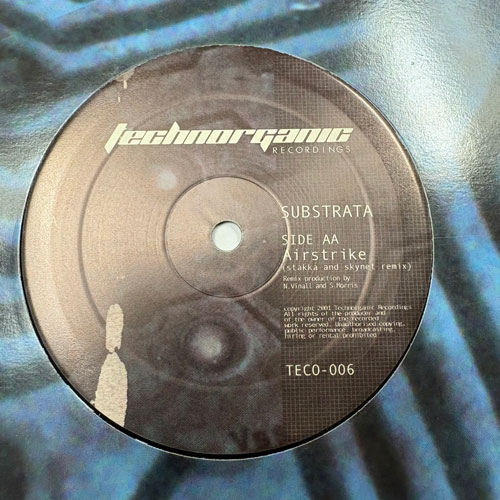 technorganic
RECORDINGS
SUBSTRATA
SIDE AA
Airstrike
(stakka and skynet remix)
Remix production by
N.Vinall and S.Morris
copyright 2001 Technorganic Recordings
All rights of the producer and
of the owner of the recorded
work reserved. Unauthorised copying,
public performance, broadcasting,
hiring or rental prohibited
TECO-006